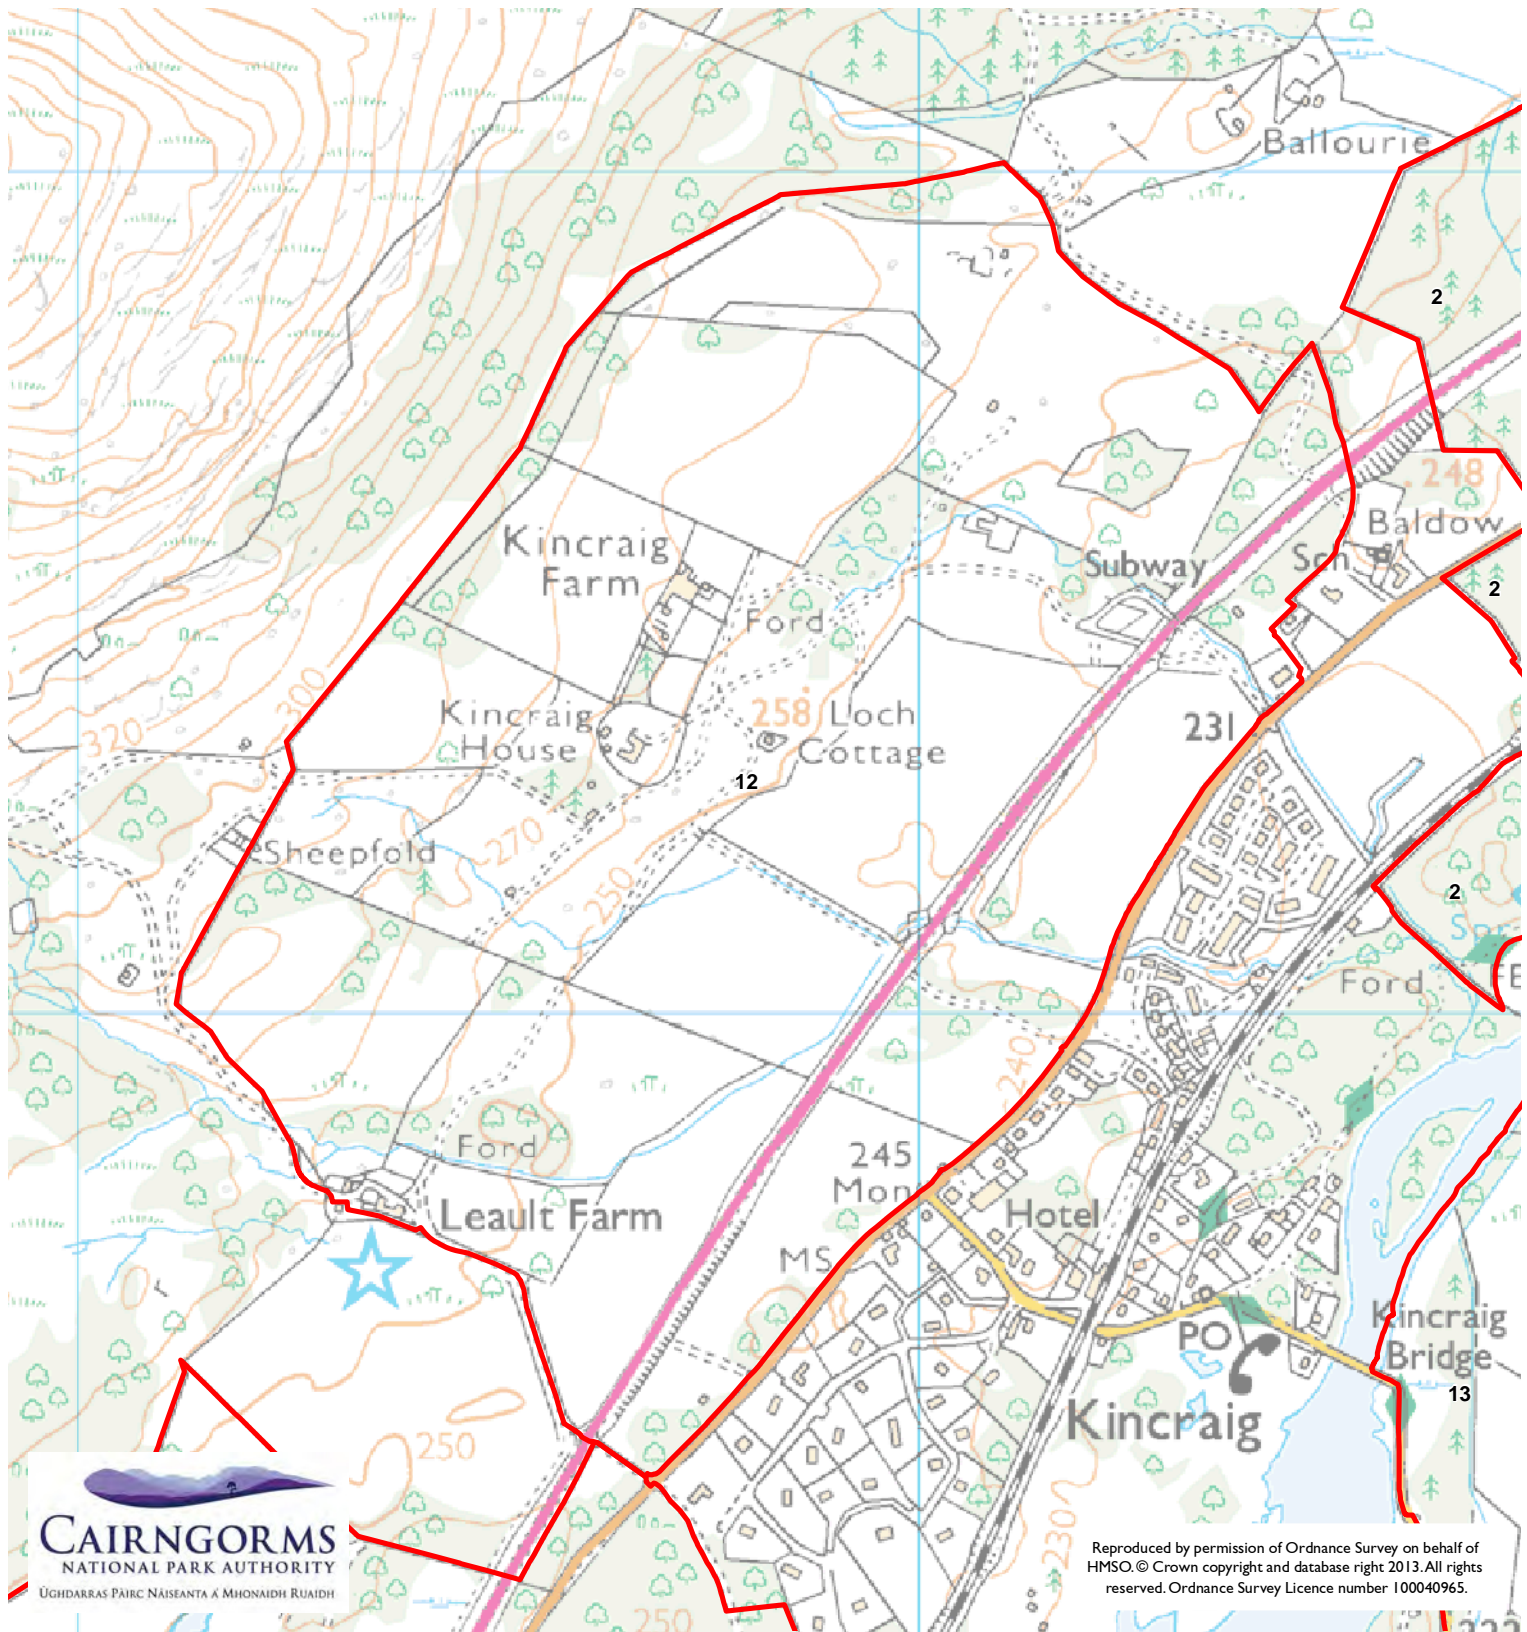 Ballourie
2
248
Baldow
Kincraig
Farm
Subway
Sch
2
Ford
300
320
Kincraig
House
258
Loch
Cottage
231
12
270
Sheepfold
250
2
Ford
FB
240
Ford
245
Mon
Leault Farm
Hotel
MS
Kincraig
Bridge
PO
13
Kincraig
250
230
250
CAIRNGORMS
NATIONAL PARK AUTHORITY
ÙGHDARRAS PÀIRC NÀISEANTA A' MHONAIDH RUAIDH
Reproduced by permission of Ordnance Survey on behalf of
HMSO. © Crown copyright and database right 2013. All rights
reserved. Ordnance Survey Licence number 100040965.